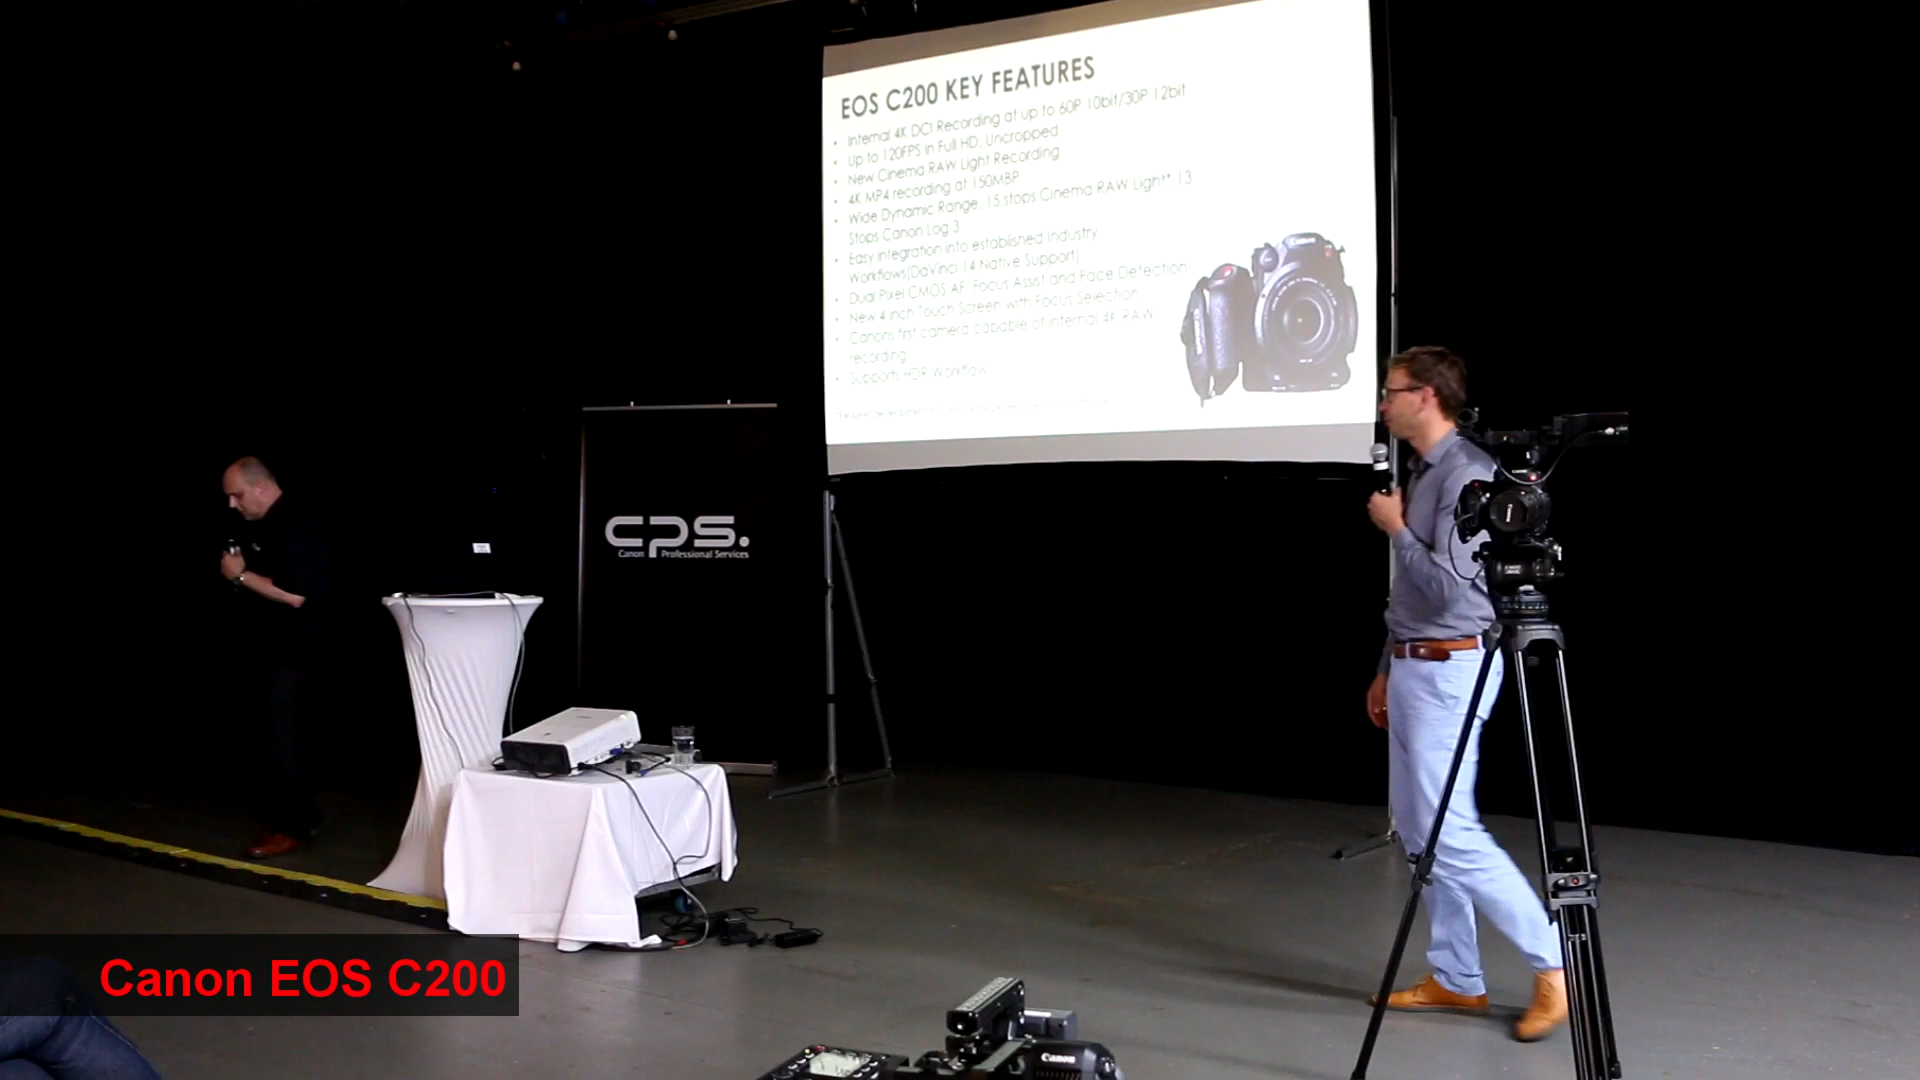 EOS C200 KEY FEATURES
• Internal 4K DCI Recording at up to 60P 10bit/30P 12bit
• Up to 120FPS in Full HD, Uncropped
• New Cinema RAW Light Recording
• 4K MP4 recording at 150MBP
• Wide Dynamic Range, 15 stops Cinema RAW Light*,13
Stops Canon Log 3
• Easy integration into established industry
Workflows(DaVinci 14 Native Support)
• Dual Pixel CMOS AF, Focus Assist and Face Detection
• New 4 inch Touch Screen with Focus Selection
• Canons first camera capable of internal 4K RAW
recording
• Supports HDR Workflow
Canon
cps.
Canon Professional Services
Canon EOS C200
Canon